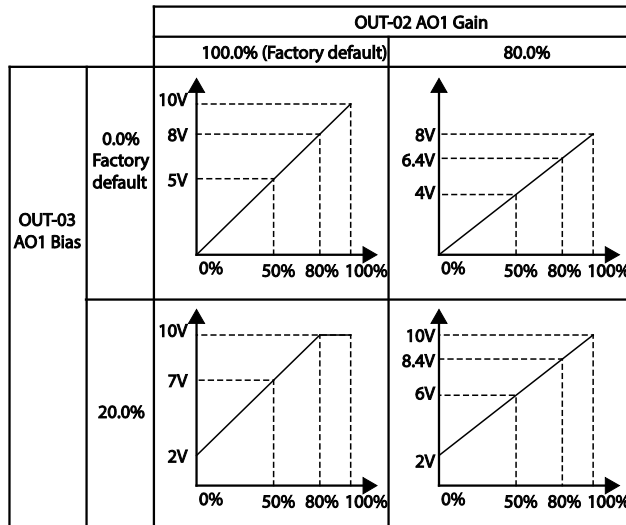 OUT-02 AO1 Gain
100.0% (Factory default)
80.0%
OUT-03
AO1 Bias
0.0%
Factory
default
10V
8V
5V
0%
50%
80%
100%
8V
6.4V
4V
0%
50%
80%
100%
20.0%
10V
7V
2V
0%
50%
80%
100%
10V
8.4V
6V
2V
0%
50%
80%
100%